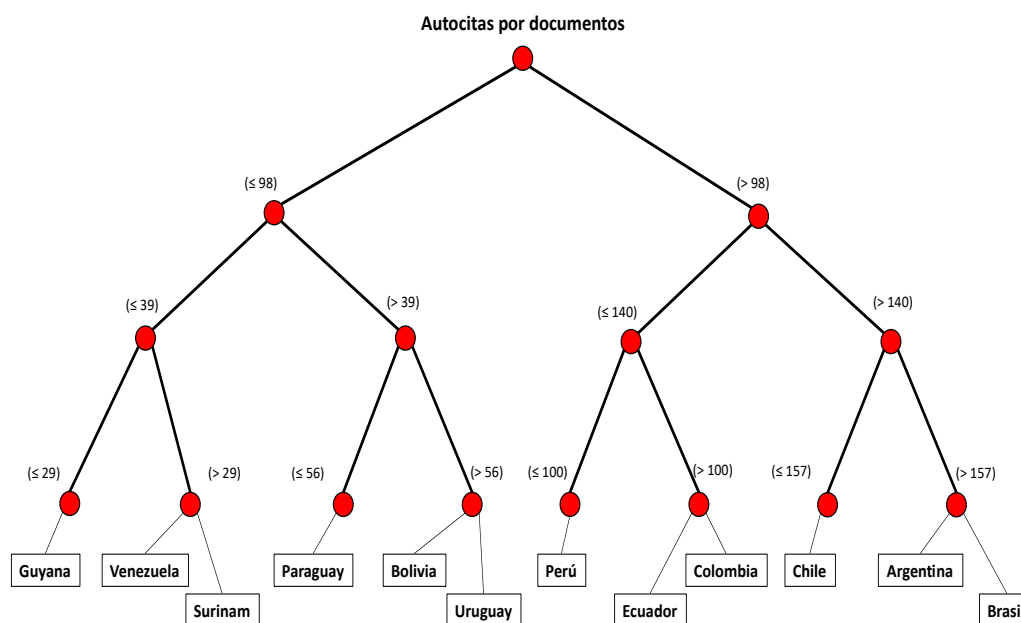 Autocitas por documentos
(≤ 98)
(> 98)
(≤ 39)
(> 39)
(≤ 140)
(> 140)
(≤ 29)
(> 29)
(≤ 56)
(> 56)
(≤ 100)
(> 100)
(≤ 157)
(> 157)
Guyana
Venezuela
Paraguay
Bolivia
Perú
Colombia
Chile
Argentina
Surinam
Uruguay
Ecuador
Brasi